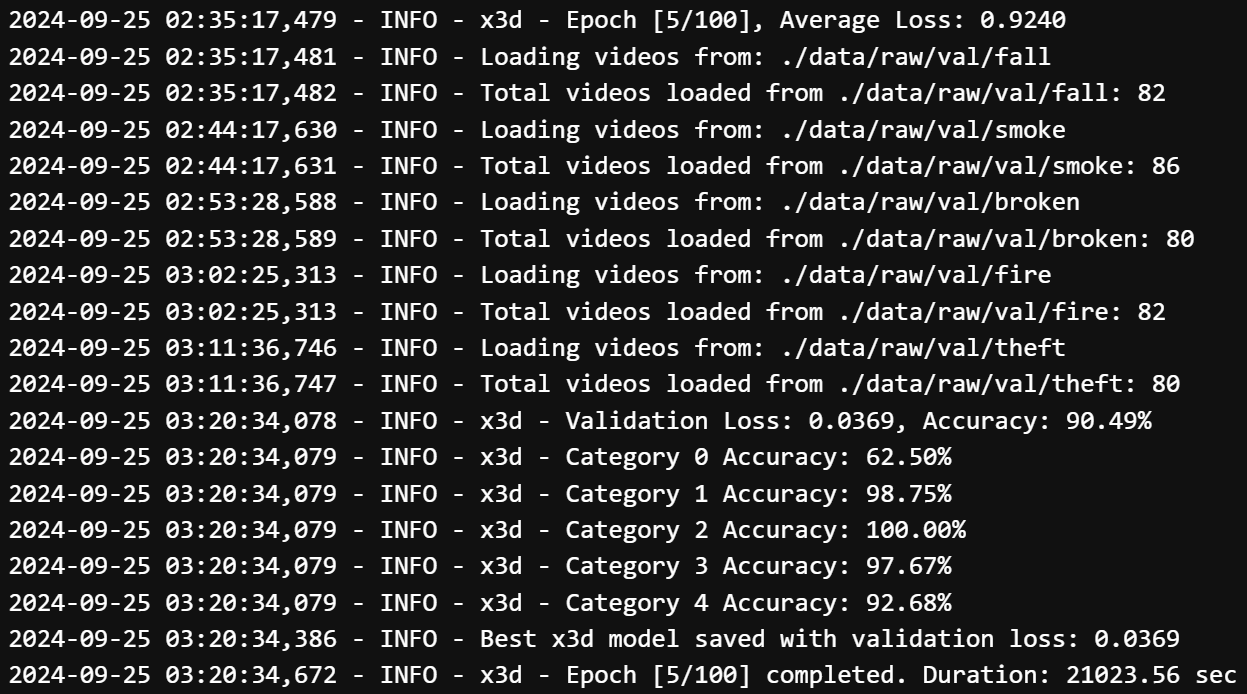 2024-09-25 02:35:17,479 - INFO - x3d - Epoch [5/100], Average Loss: 0.9240
2024-09-25 02:35:17,481 - INFO - Loading videos from: ./data/raw/val/fall
2024-09-25 02:35:17,482 - INFO - Total videos loaded from ./data/raw/val/fall: 82
2024-09-25 02:44:17,630 - INFO - Loading videos from: ./data/raw/val/smoke
2024-09-25 02:44:17,631 - INFO - Total videos loaded from ./data/raw/val/smoke: 86
2024-09-25 02:53:28,588 - INFO - Loading videos from: ./data/raw/val/broken
2024-09-25 02:53:28,589 - INFO - Total videos loaded from ./data/raw/val/broken: 80
2024-09-25 03:02:25,313 - INFO - Loading videos from: ./data/raw/val/fire
2024-09-25 03:02:25,313 - INFO - Total videos loaded from ./data/raw/val/fire: 82
2024-09-25 03:11:36,746 - INFO - Loading videos from: ./data/raw/val/theft
2024-09-25 03:11:36,747 - INFO - Total videos loaded from ./data/raw/val/theft: 80
2024-09-25 03:20:34,078 - INFO - x3d - Validation Loss: 0.0369, Accuracy: 90.49%
2024-09-25 03:20:34,079 - INFO - x3d - Category 0 Accuracy: 62.50%
2024-09-25 03:20:34,079 - INFO - x3d - Category 1 Accuracy: 98.75%
2024-09-25 03:20:34,079 - INFO - x3d - Category 2 Accuracy: 100.00%
2024-09-25 03:20:34,079 - INFO - x3d - Category 3 Accuracy: 97.67%
2024-09-25 03:20:34,079 - INFO - x3d - Category 4 Accuracy: 92.68%
2024-09-25 03:20:34,386 - INFO - Best x3d model saved with validation loss: 0.0369
2024-09-25 03:20:34,672 - INFO - x3d - Epoch [5/100] completed. Duration: 21023.56 sec